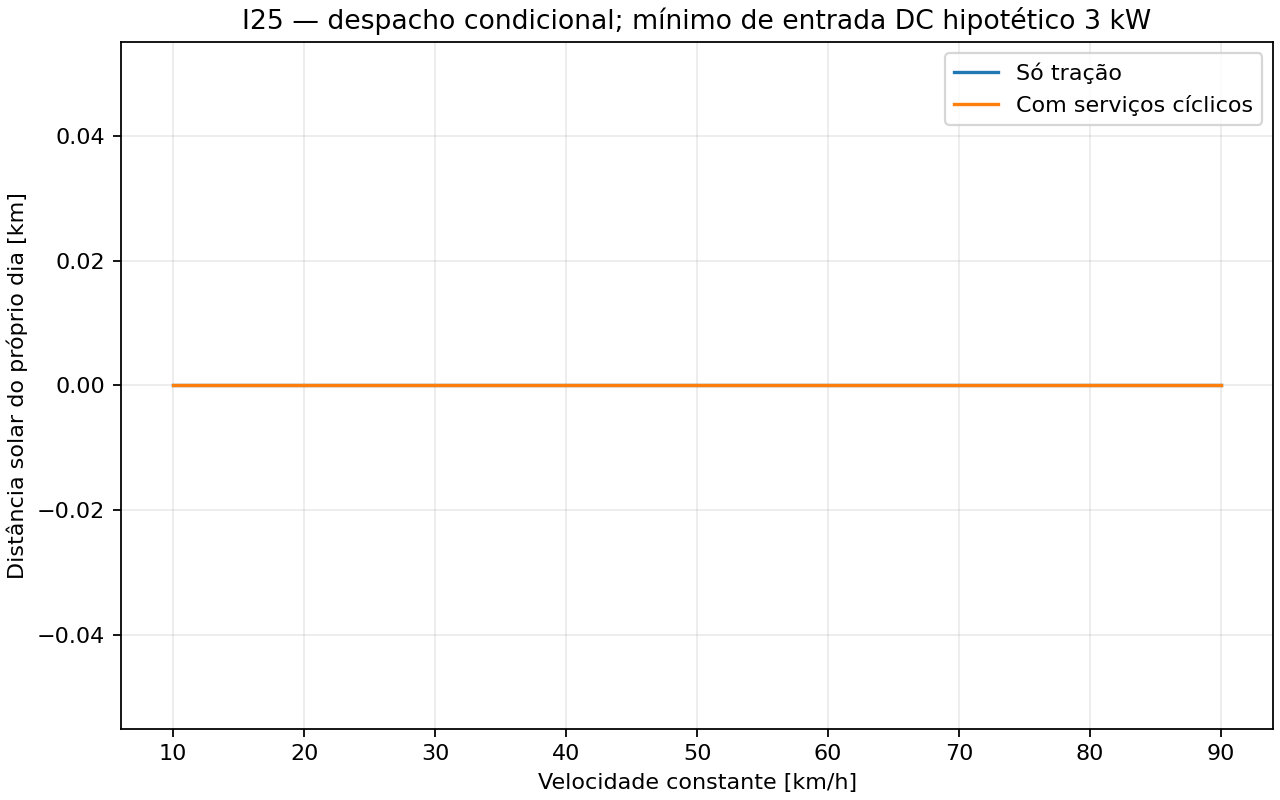 I25 — despacho condicional; mínimo de entrada DC hipotético 3 kW
Só tração
Com serviços cíclicos
Distância solar do próprio dia [km]
0.04
0.02
0.00
−0.02
−0.04
10 20 30 40 50 60 70 80 90
Velocidade constante [km/h]